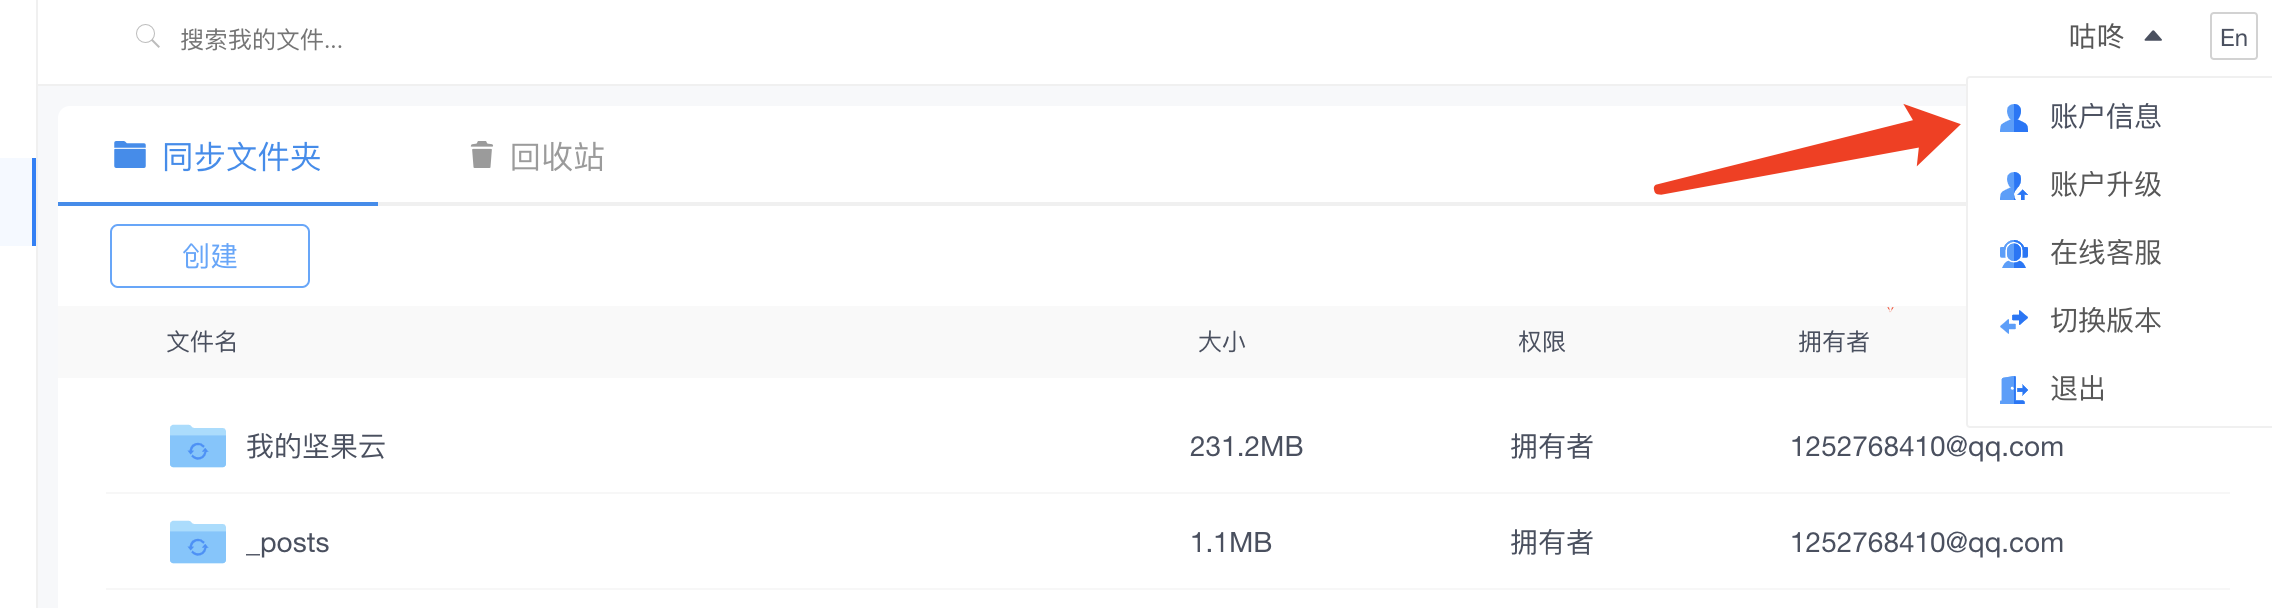 搜索我的文件...
咕咚
En
账户信息
账户升级
在线客服
切换版本
退出
同步文件夹
回收站
创建
文件名 大小 权限 拥有者
我的坚果云 231.2MB 拥有者 1252768410@qq.com
_posts 1.1MB 拥有者 1252768410@qq.com